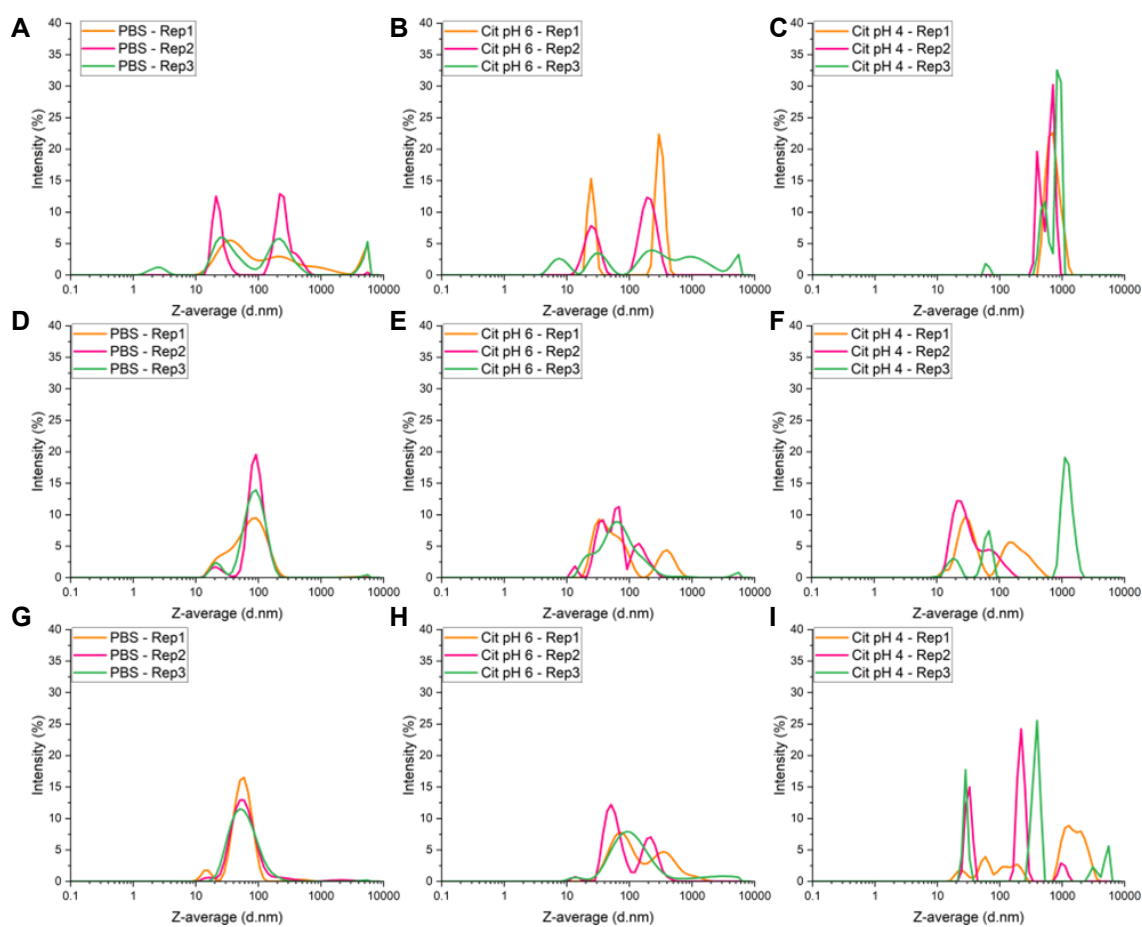 A
PBS - Rep1
PBS - Rep2
PBS - Rep3
40
35
30
25
20
15
10
5
0
Intensity (%)
0.1 1 10 100 1000 10000
Z-average (d.nm)
B
Cit pH 6 - Rep1
Cit pH 6 - Rep2
Cit pH 6 - Rep3
40
35
30
25
20
15
10
5
0
Intensity (%)
0.1 1 10 100 1000 10000
Z-average (d.nm)
C
Cit pH 4 - Rep1
Cit pH 4 - Rep2
Cit pH 4 - Rep3
40
35
30
25
20
15
10
5
0
Intensity (%)
0.1 1 10 100 1000 10000
Z-average (d.nm)
D
PBS - Rep1
PBS - Rep2
PBS - Rep3
40
35
30
25
20
15
10
5
0
Intensity (%)
0.1 1 10 100 1000 10000
Z-average (d.nm)
E
Cit pH 6 - Rep1
Cit pH 6 - Rep2
Cit pH 6 - Rep3
40
35
30
25
20
15
10
5
0
Intensity (%)
0.1 1 10 100 1000 10000
Z-average (d.nm)
F
Cit pH 4 - Rep1
Cit pH 4 - Rep2
Cit pH 4 - Rep3
40
35
30
25
20
15
10
5
0
Intensity (%)
0.1 1 10 100 1000 10000
Z-average (d.nm)
G
PBS - Rep1
PBS - Rep2
PBS - Rep3
40
35
30
25
20
15
10
5
0
Intensity (%)
0.1 1 10 100 1000 10000
Z-average (d.nm)
H
Cit pH 6 - Rep1
Cit pH 6 - Rep2
Cit pH 6 - Rep3
40
35
30
25
20
15
10
5
0
Intensity (%)
0.1 1 10 100 1000 10000
Z-average (d.nm)
I
Cit pH 4 - Rep1
Cit pH 4 - Rep2
Cit pH 4 - Rep3
40
35
30
25
20
15
10
5
0
Intensity (%)
0.1 1 10 100 1000 10000
Z-average (d.nm)